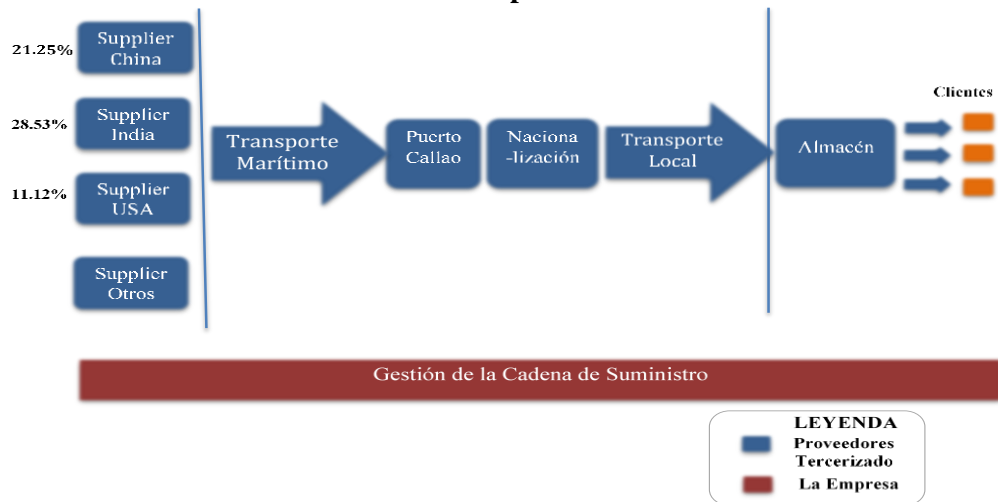 21.25%
Supplier
China
28.53%
Supplier
India
11.12%
Supplier
USA
Supplier
Otros
Transporte
Marítimo
Puerto
Callao
Naciona
-lización
Transporte
Local
Almacén
Clientes
Gestión de la Cadena de Suministro
LEYENDA
Proveedores
Tercerizado
La Empresa